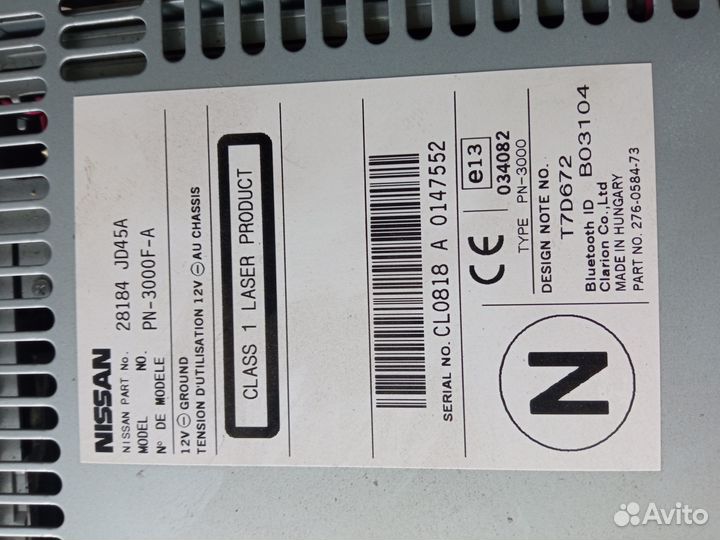 NISSAN
NISSAN PART No. 28184 JD45A
MODEL NO. PN-3000F-A
N° DE MODELE
12V ⊖ GROUND
TENSION D'UTILISATION 12V ⊖ AU CHASSIS
CLASS 1 LASER PRODUCT
SERIAL NO. CL0818 A 0147552
CE e13
034082
TYPE PN-3000
DESIGN NOTE NO.
T7D672
Bluetooth ID B03104
Clarion Co.,Ltd
MADE IN HUNGARY
PART NO. 276-0584-73
N
Avito